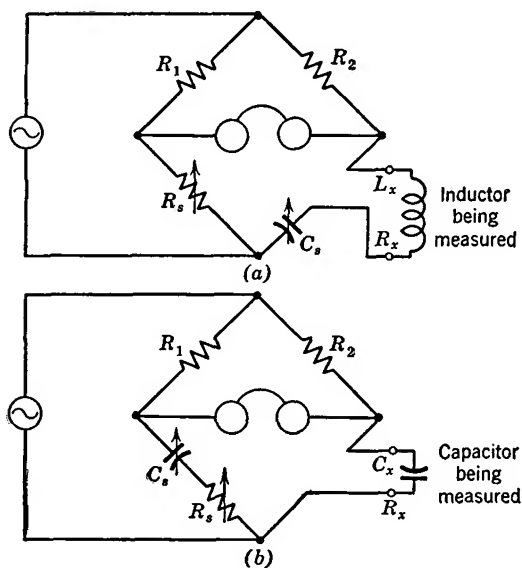 R₁ R₂
Rₛ Lₓ
Cₛ Rₓ
Inductor
being
measured
(a)
R₁ R₂
Cₛ Rₛ
Cₓ Rₓ
Capacitor
being
measured
(b)